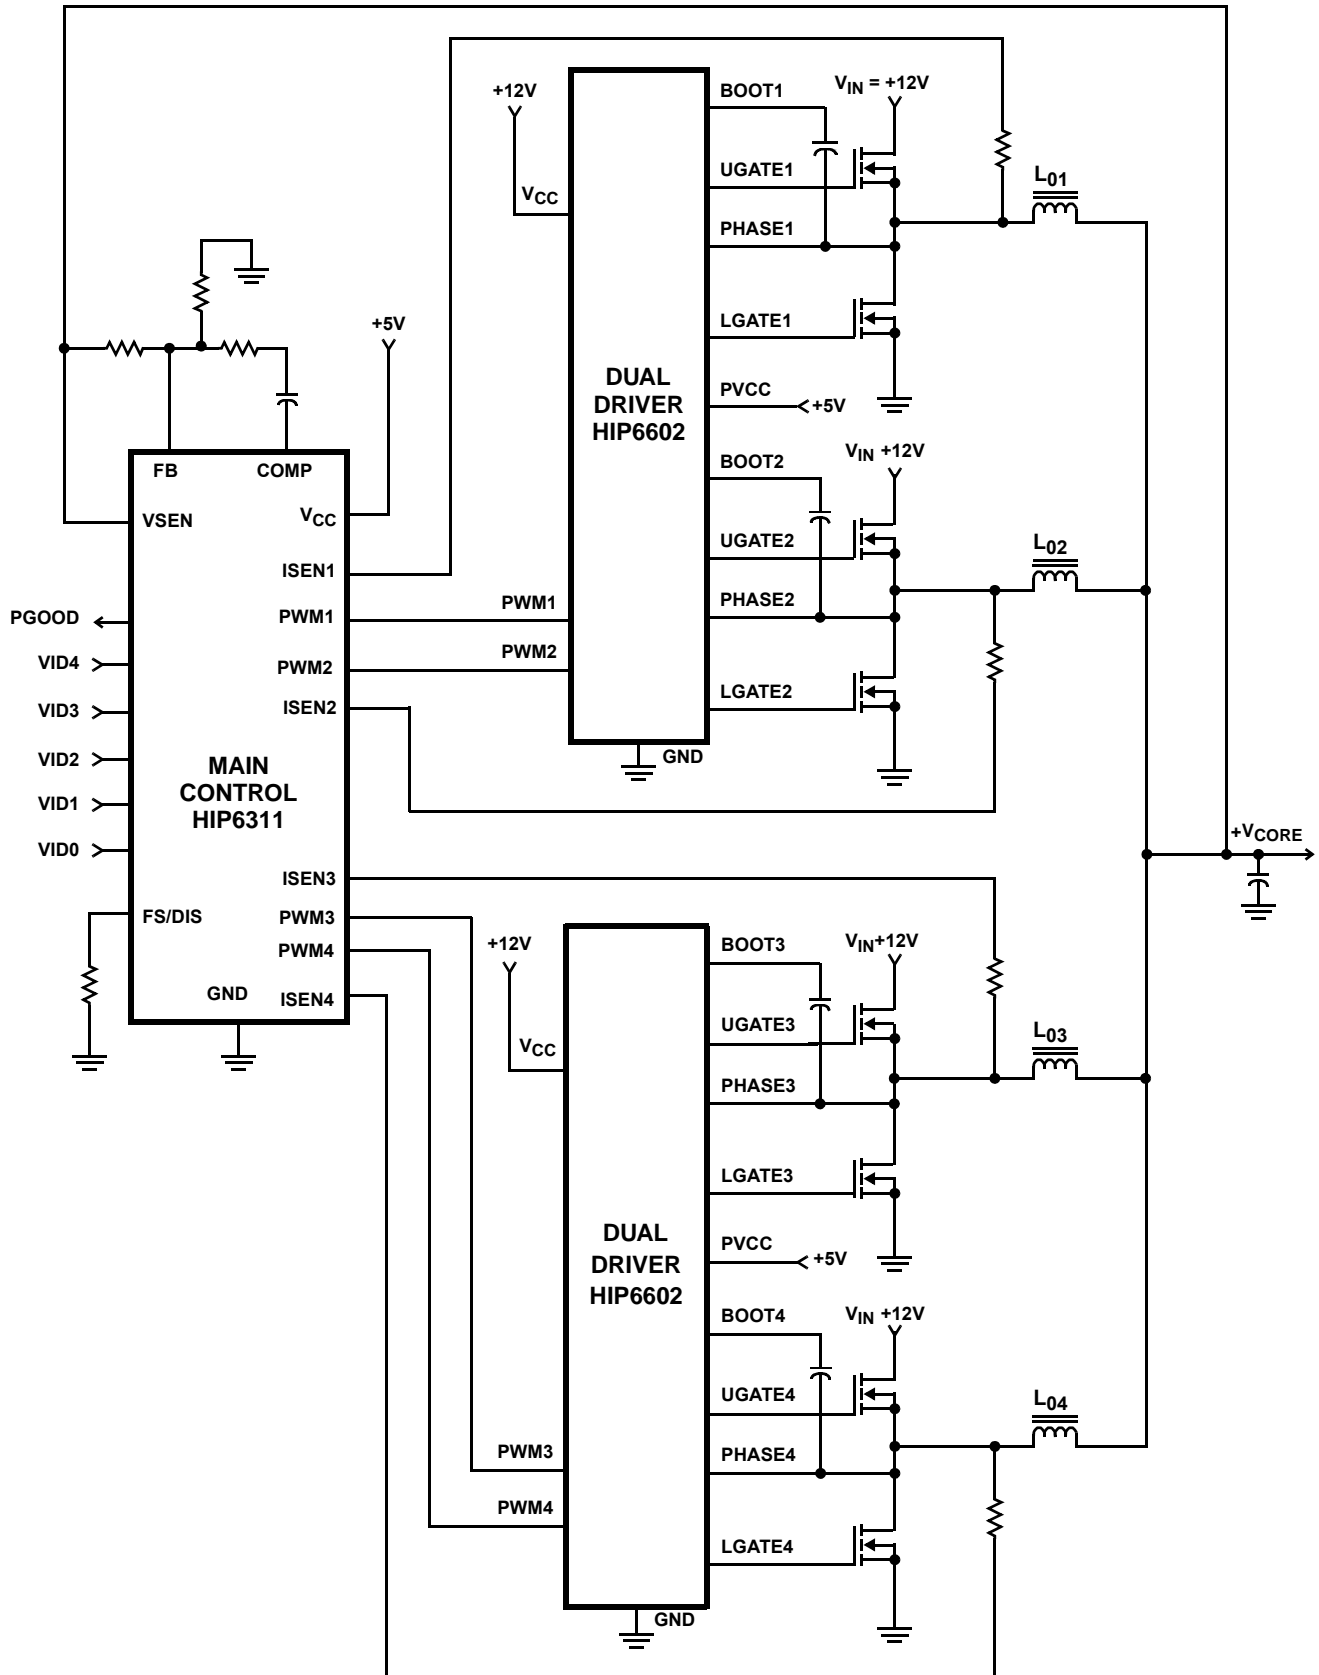 +12V
BOOT1
VIN = +12V
UGATE1
VCC
L01
PHASE1
+5V
LGATE1
DUAL
DRIVER
HIP6602
PVCC
+5V
BOOT2
VIN +12V
FB
COMP
VCC
VSEN
UGATE2
L02
ISEN1
PHASE2
PGOOD
PWM1
PWM1
VID4
PWM2
PWM2
LGATE2
VID3
ISEN2
VID2
GND
MAIN
CONTROL
HIP6311
VID1
VID0
+VCORE
ISEN3
FS/DIS
PWM3
PWM4
GND
ISEN4
+12V
BOOT3
VIN+12V
UGATE3
VCC
L03
PHASE3
LGATE3
DUAL
DRIVER
HIP6602
PVCC
+5V
BOOT4
VIN +12V
UGATE4
L04
PWM3
PHASE4
PWM4
LGATE4
GND